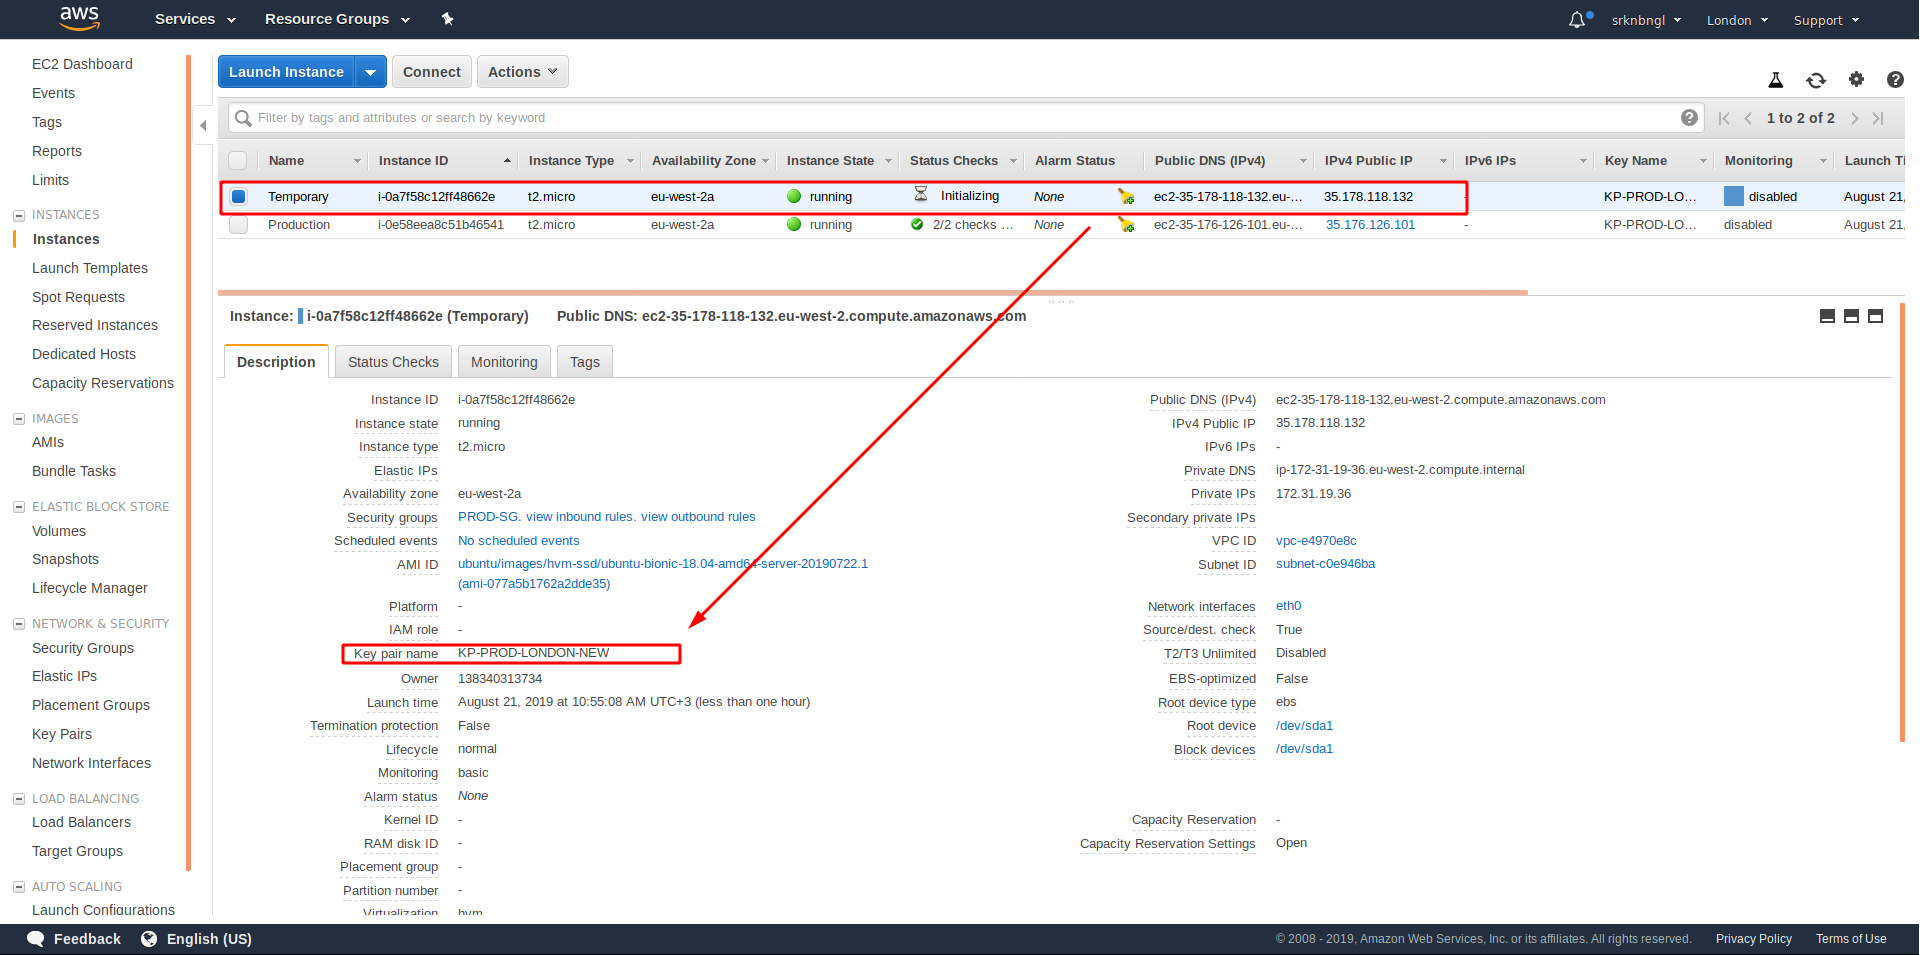 aws Services Resource Groups srknbngl London Support
EC2 Dashboard
Events
Tags
Reports
Limits
INSTANCES
Instances
Launch Templates
Spot Requests
Reserved Instances
Dedicated Hosts
Capacity Reservations
IMAGES
AMIs
Bundle Tasks
ELASTIC BLOCK STORE
Volumes
Snapshots
Lifecycle Manager
NETWORK & SECURITY
Security Groups
Elastic IPs
Placement Groups
Key Pairs
Network Interfaces
LOAD BALANCING
Load Balancers
Target Groups
AUTO SCALING
Launch Configurations
Launch Instance Connect Actions
Filter by tags and attributes or search by keyword 1 to 2 of 2
Name Instance ID Instance Type Availability Zone Instance State Status Checks Alarm Status Public DNS (IPv4) IPv4 Public IP IPv6 IPs Key Name Monitoring Launch Ti
Temporary i-0a7f58c12ff48662e t2.micro eu-west-2a running Initializing None ec2-35-178-118-132.eu-... 35.178.118.132 - KP-PROD-LO... disabled August 21,
Production i-0e58eea8c51b46541 t2.micro eu-west-2a running 2/2 checks ... None ec2-35-176-126-101.eu-... 35.176.126.101 - KP-PROD-LO... disabled August 21,
Instance: i-0a7f58c12ff48662e (Temporary) Public DNS: ec2-35-178-118-132.eu-west-2.compute.amazonaws.com
Description Status Checks Monitoring Tags
Instance ID i-0a7f58c12ff48662e Public DNS (IPv4) ec2-35-178-118-132.eu-west-2.compute.amazonaws.com
Instance state running IPv4 Public IP 35.178.118.132
Instance type t2.micro IPv6 IPs -
Elastic IPs Private DNS ip-172-31-19-36.eu-west-2.compute.internal
Availability zone eu-west-2a Private IPs 172.31.19.36
Security groups PROD-SG. view inbound rules. view outbound rules Secondary private IPs
Scheduled events No scheduled events VPC ID vpc-e4970e8c
AMI ID ubuntu/images/hvm-ssd/ubuntu-bionic-18.04-amd64-server-20190722.1 Subnet ID subnet-c0e946ba
(ami-077a5b1762a2dde35)
Platform - Network interfaces eth0
IAM role - Source/dest. check True
Key pair name KP-PROD-LONDON-NEW T2/T3 Unlimited Disabled
Owner 138340313734 EBS-optimized False
Launch time August 21, 2019 at 10:55:08 AM UTC+3 (less than one hour) Root device type ebs
Termination protection False Root device /dev/sda1
Lifecycle normal Block devices /dev/sda1
Monitoring basic
Alarm status None
Kernel ID - Capacity Reservation -
RAM disk ID - Capacity Reservation Settings Open
Placement group -
Partition number -
Virtualization hvm
Feedback English (US) © 2008 - 2019, Amazon Web Services, Inc. or its affiliates. All rights reserved. Privacy Policy Terms of Use